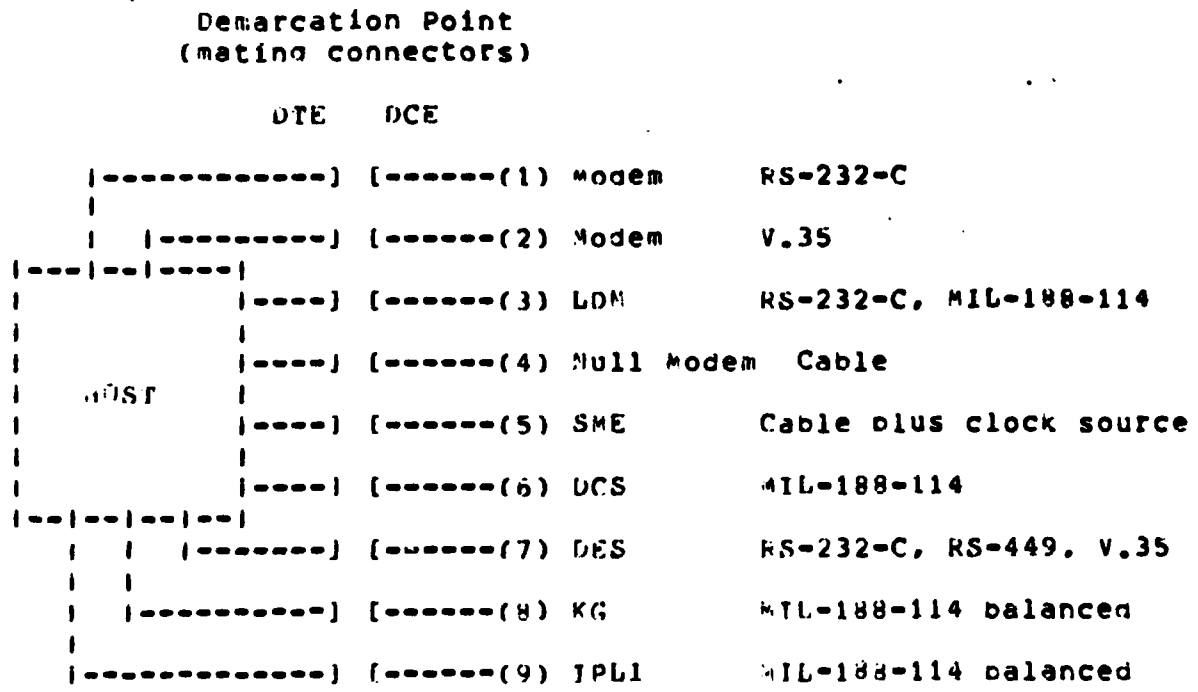 Demarcation Point
(mating connectors)
DTE DCE
(1) Modem RS-232-C
(2) Modem V.35
(3) LDM RS-232-C, MIL-188-114
(4) Null Modem Cable
HOST
(5) SME Cable plus clock source
(6) DCS MIL-188-114
(7) DES RS-232-C, RS-449, V.35
(8) KG MIL-188-114 balanced
(9) IPLI MIL-188-114 balanced